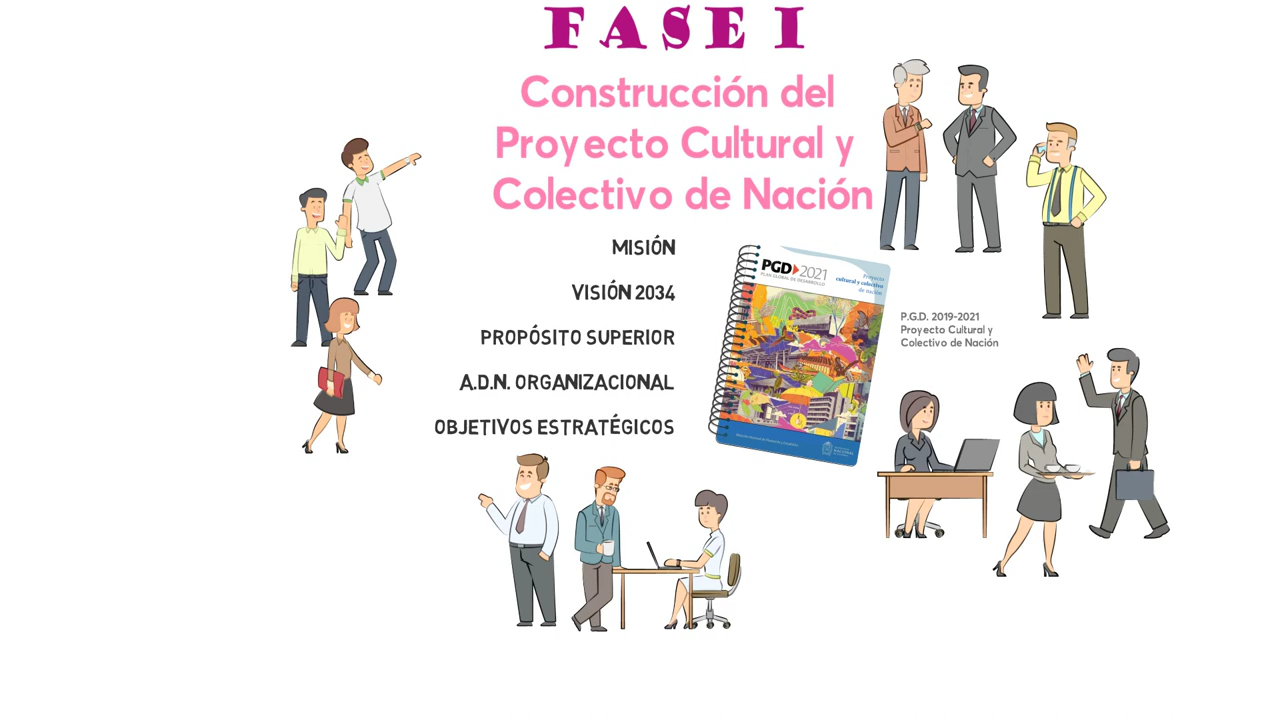 FASE I
Construcción del
Proyecto Cultural y
Colectivo de Nación
MISIÓN
VISIÓN 2034
PROPÓSITO SUPERIOR
A.D.N. ORGANIZACIONAL
OBJETIVOS ESTRATÉGICOS
PGD 2021
PLAN GLOBAL DE DESARROLLO
Proyecto
cultural y colectivo
de nación
NACIONAL
P.G.D. 2019-2021
Proyecto Cultural y
Colectivo de Nación